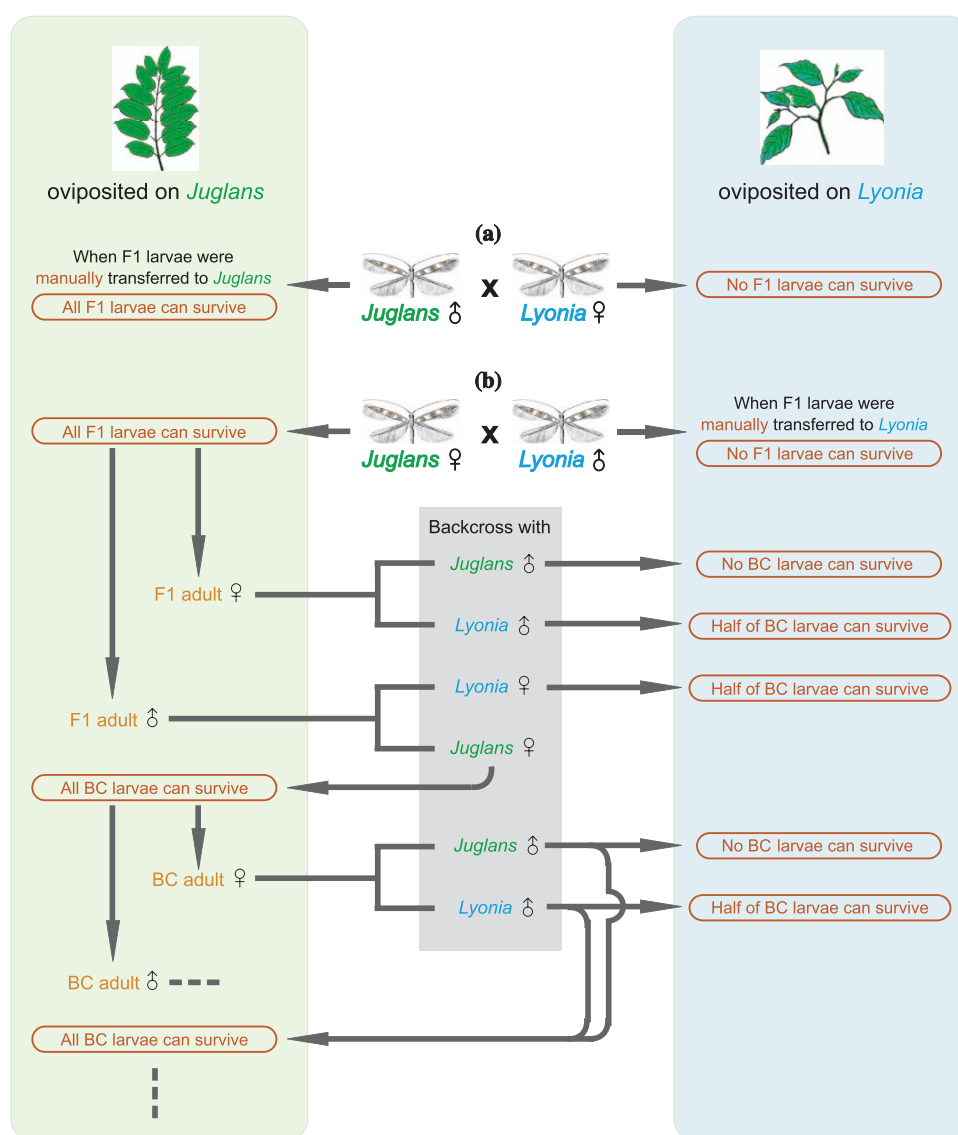 oviposited on Juglans
oviposited on Lyonia
(a)
When F1 larvae were
manually transferred to Juglans
All F1 larvae can survive
Juglans ♂
x
Lyonia ♀
No F1 larvae can survive
(b)
All F1 larvae can survive
Juglans ♀
x
Lyonia ♂
When F1 larvae were
manually transferred to Lyonia
No F1 larvae can survive
Backcross with
F1 adult ♀
Juglans ♂
No BC larvae can survive
Lyonia ♂
Half of BC larvae can survive
F1 adult ♂
Lyonia ♀
Half of BC larvae can survive
Juglans ♀
All BC larvae can survive
BC adult ♀
Juglans ♂
No BC larvae can survive
Lyonia ♂
Half of BC larvae can survive
BC adult ♂
All BC larvae can survive